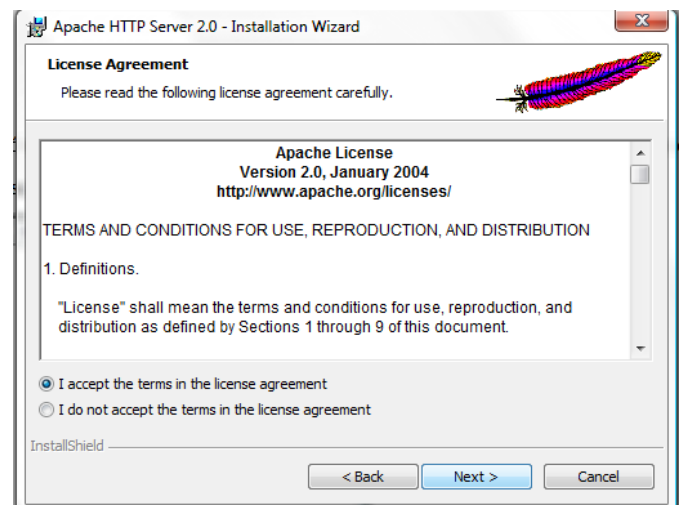 Apache HTTP Server 2.0 - Installation Wizard
License Agreement
Please read the following license agreement carefully.
Apache License
Version 2.0, January 2004
http://www.apache.org/licenses/
TERMS AND CONDITIONS FOR USE, REPRODUCTION, AND DISTRIBUTION
1. Definitions.
"License" shall mean the terms and conditions for use, reproduction, and
distribution as defined by Sections 1 through 9 of this document.
I accept the terms in the license agreement
I do not accept the terms in the license agreement
InstallShield
< Back Next > Cancel